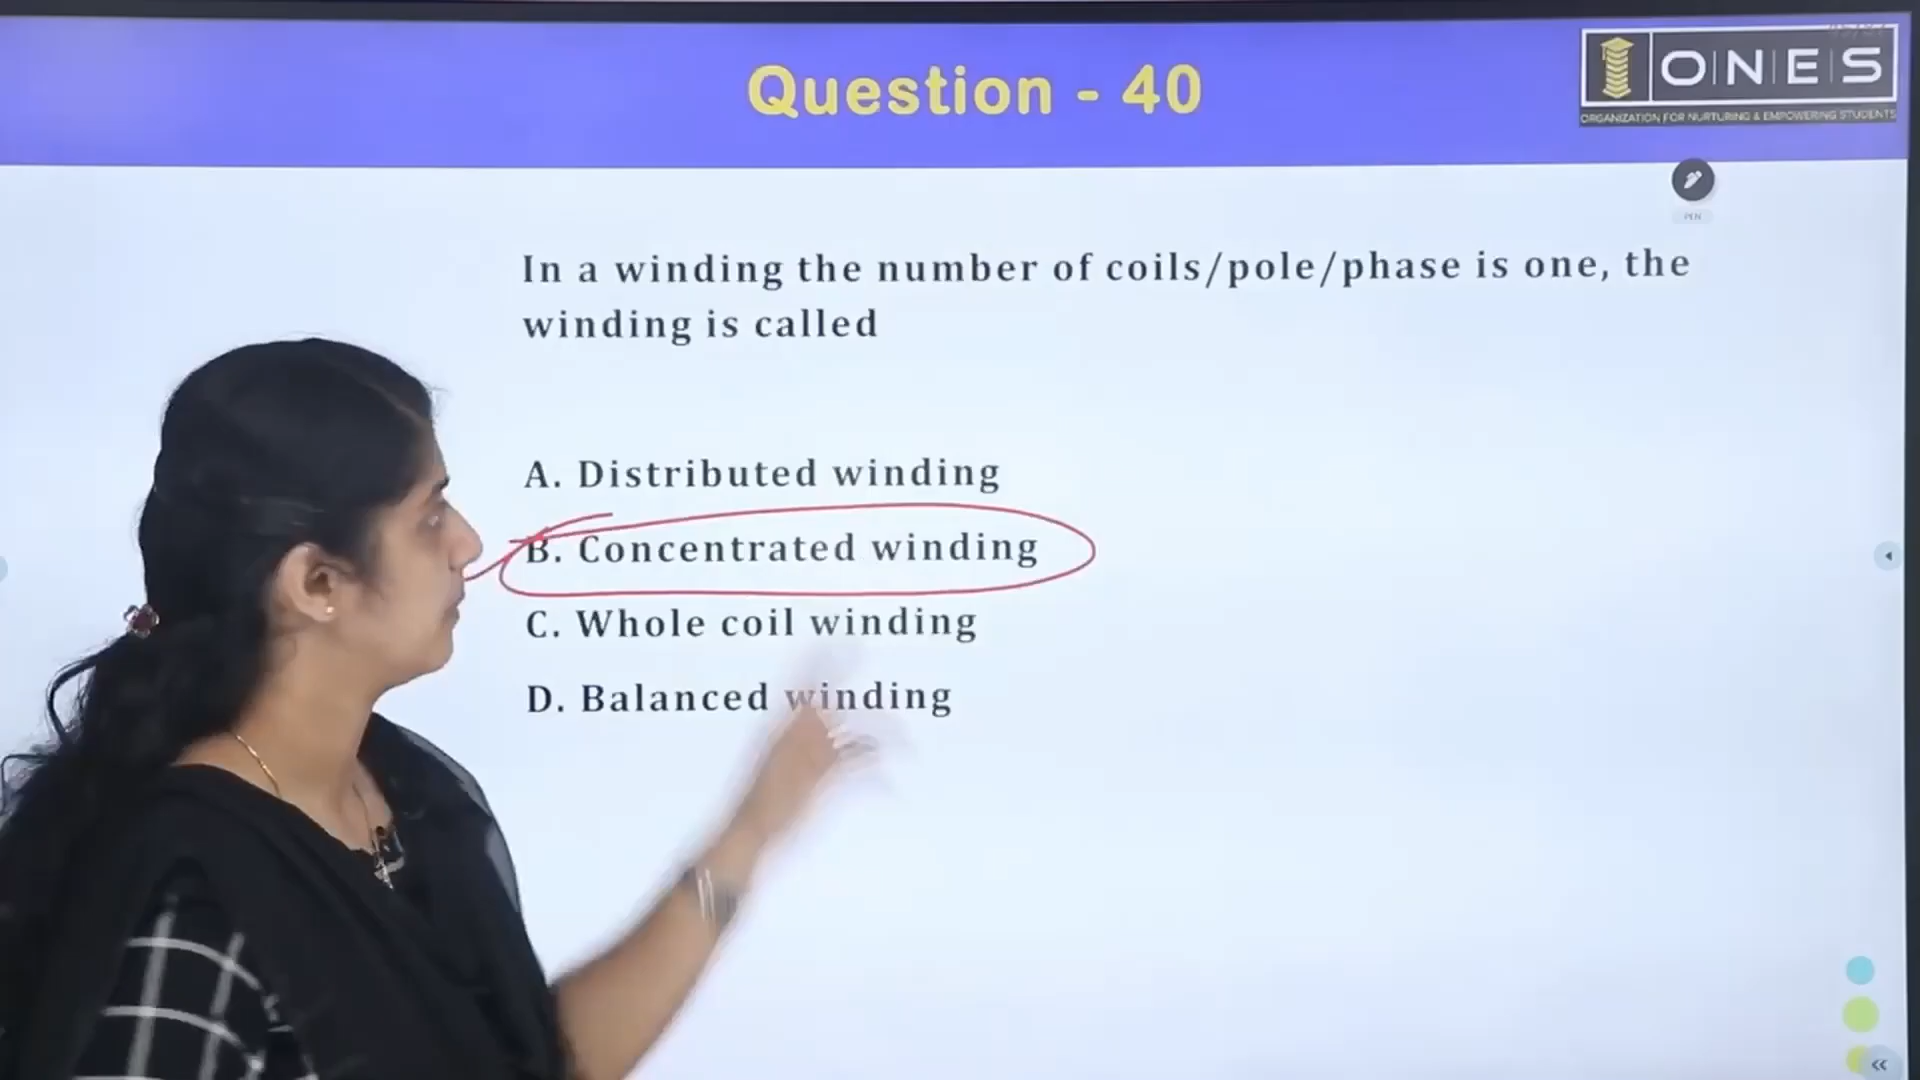 Question - 40
ONES
ORGANIZATION FOR NURTURING & EMPOWERING STUDENTS
PEN
In a winding the number of coils/pole/phase is one, the
winding is called
A. Distributed winding
B. Concentrated winding
C. Whole coil winding
D. Balanced winding